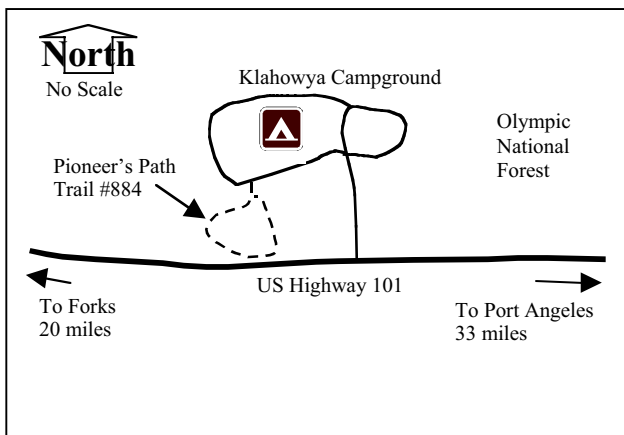 North
No Scale
Klahowya Campground
Olympic
National
Forest
Pioneer's Path
Trail #884
US Highway 101
To Forks
20 miles
To Port Angeles
33 miles